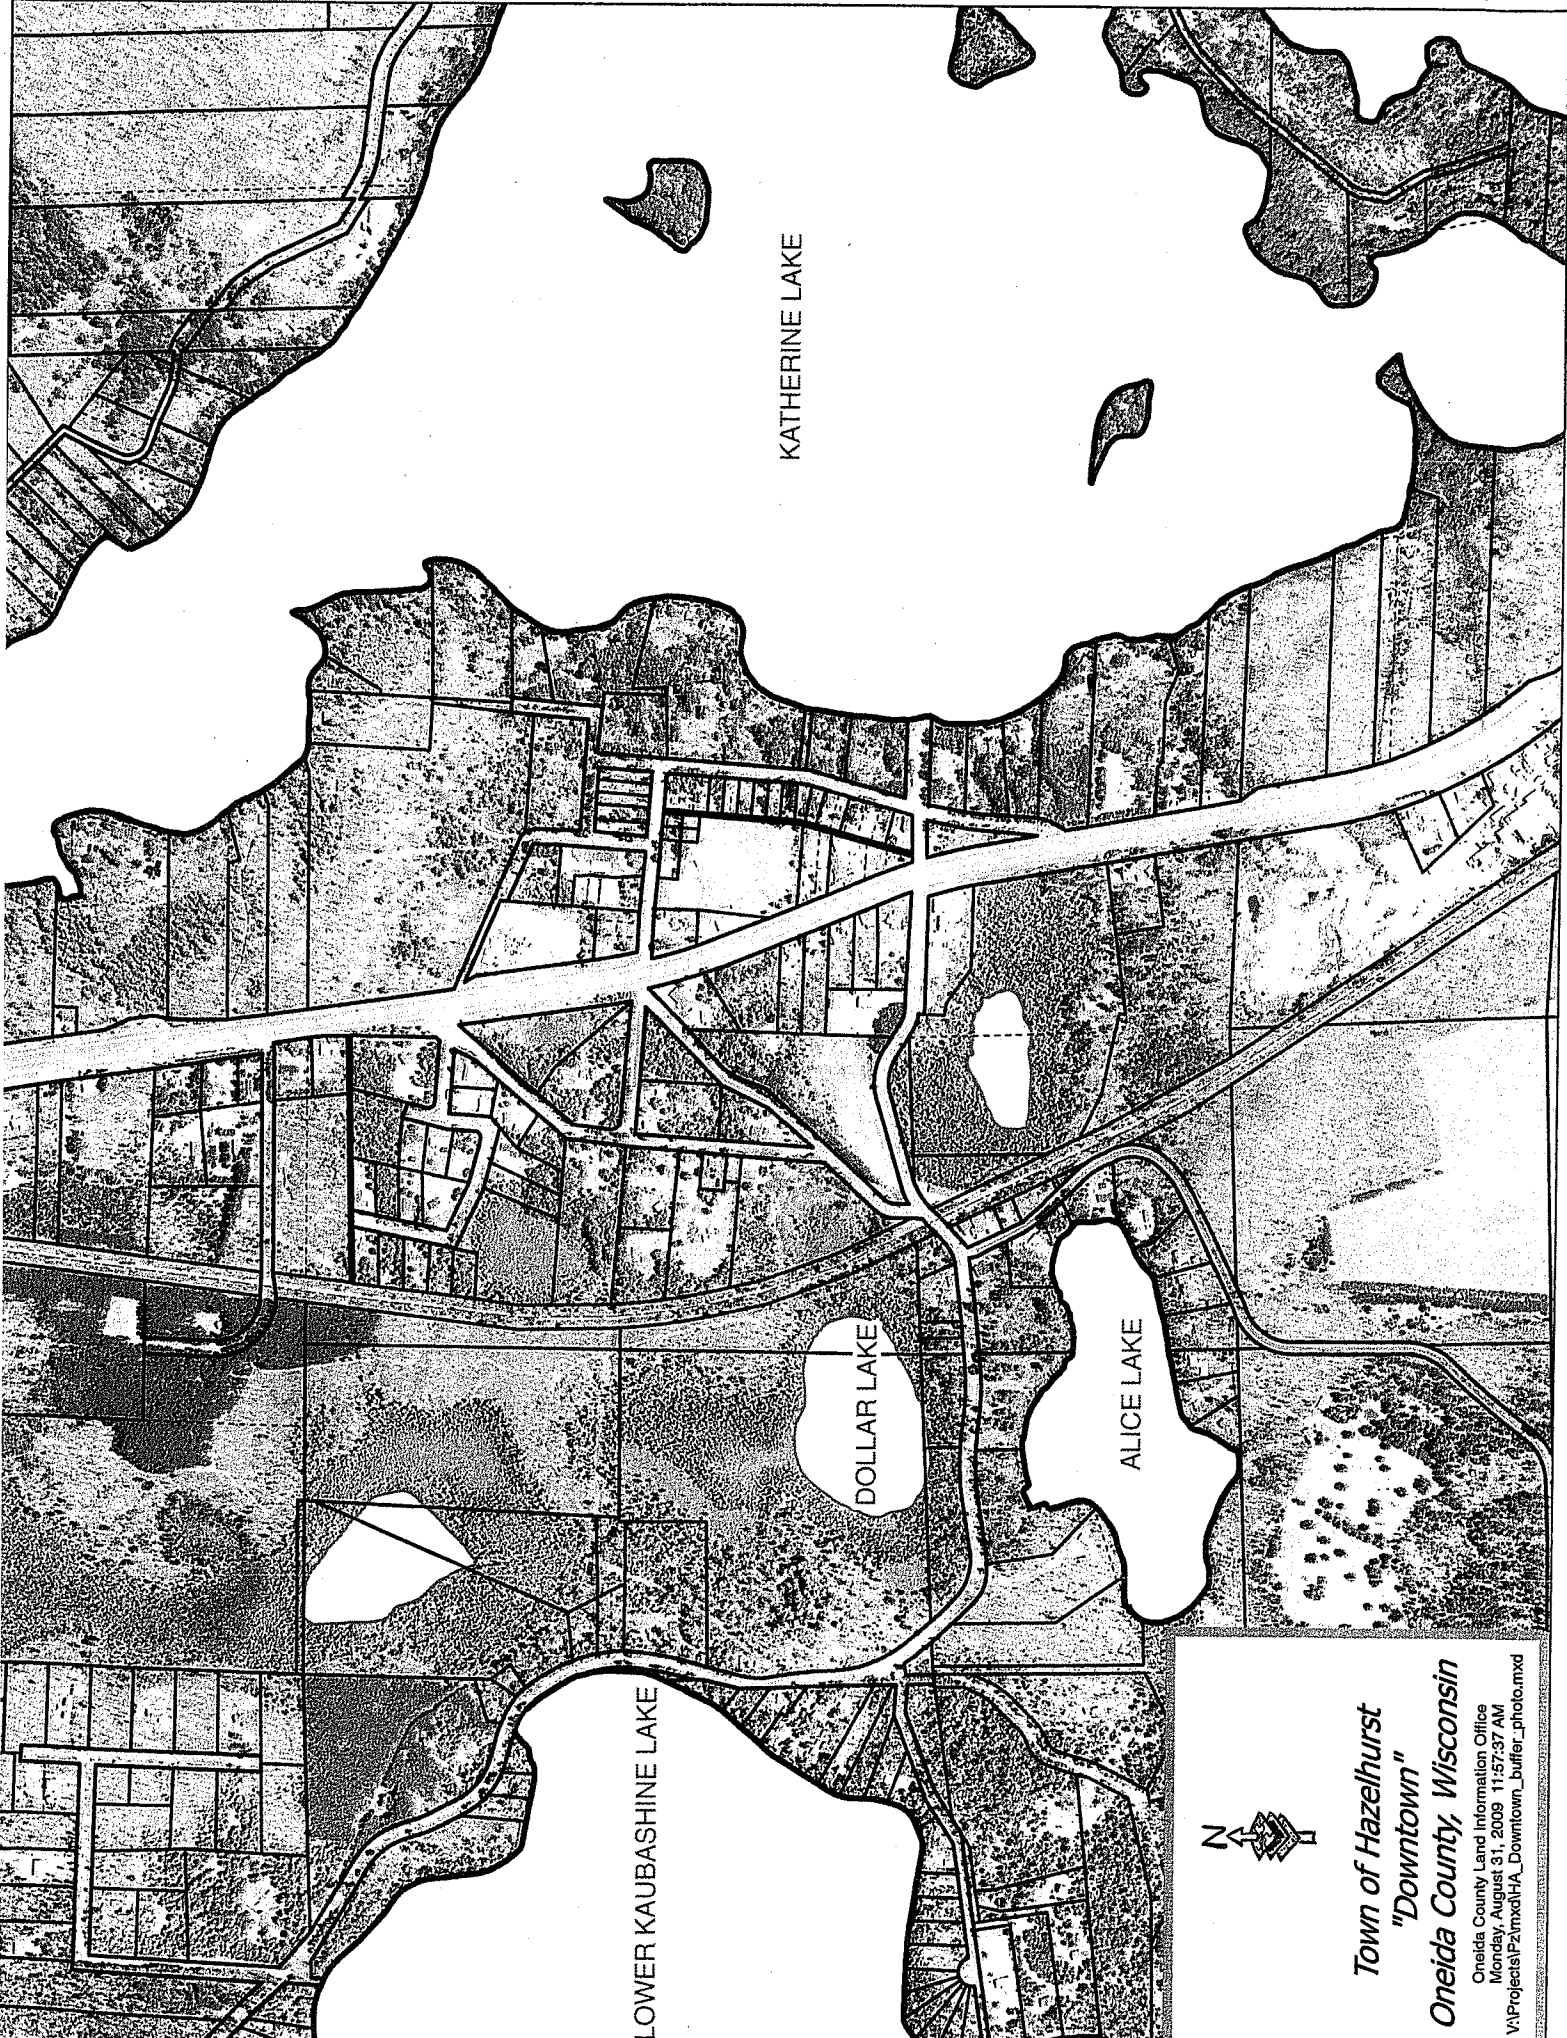 KATHERINE LAKE
DOLLAR LAKE
ALICE LAKE
LOWER KAUBASHINE LAKE
N
Town of Hazelhurst
"Downtown"
Oneida County, Wisconsin
Oneida County Land Information Office
Monday, August 31, 2009 11:57:37 AM
V:\Projects\PZ\mxd\HA_Downtown_buffer_photo.mxd